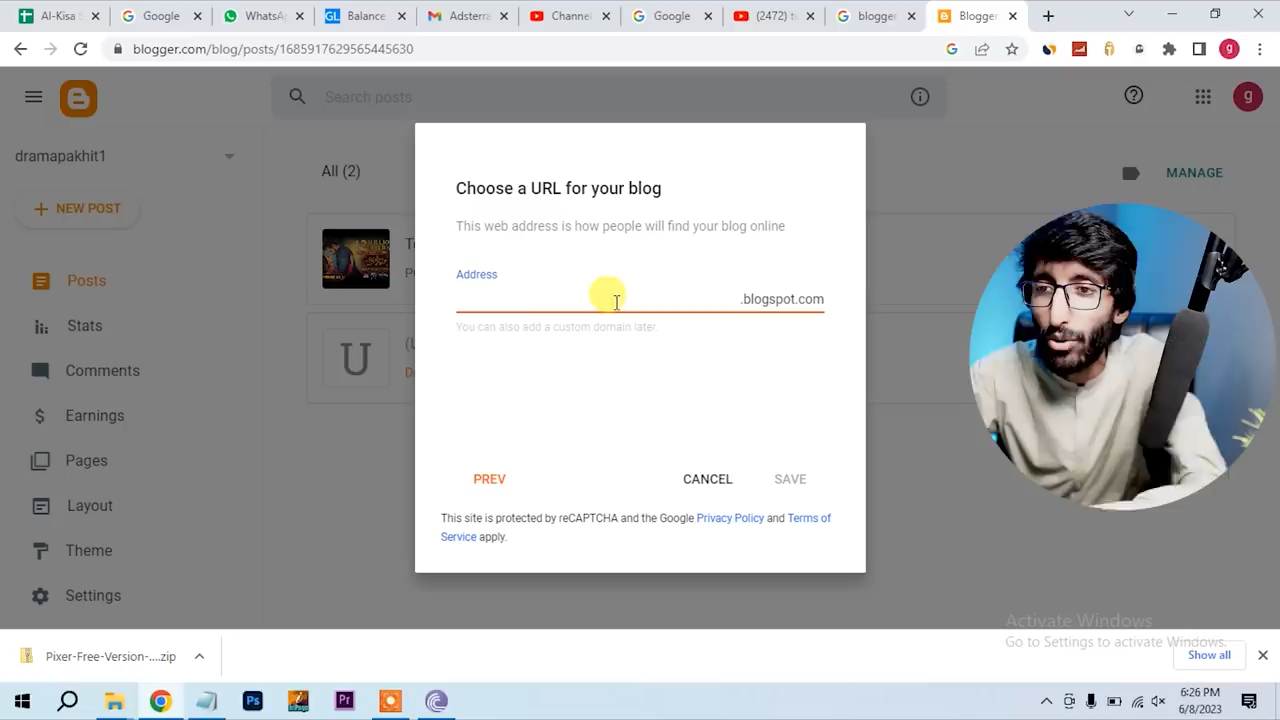 Al-Kisa
Google
WhatsA
Balance
Adsterra
Channel
Google
(2472)
blogger
Blogger
blogger.com/blog/posts/1685917629565445630
Search posts
dramapakhit1
All (2)
MANAGE
NEW POST
Posts
Stats
Comments
Earnings
Pages
Layout
Theme
Settings
Choose a URL for your blog
This web address is how people will find your blog online
Address
.blogspot.com
You can also add a custom domain later.
PREV
CANCEL
SAVE
This site is protected by reCAPTCHA and the Google Privacy Policy and Terms of
Service apply.
U
Activate Windows
Go to Settings to activate Windows.
Pixer-Free-Version-....zip
Show all
6:26 PM
6/8/2023